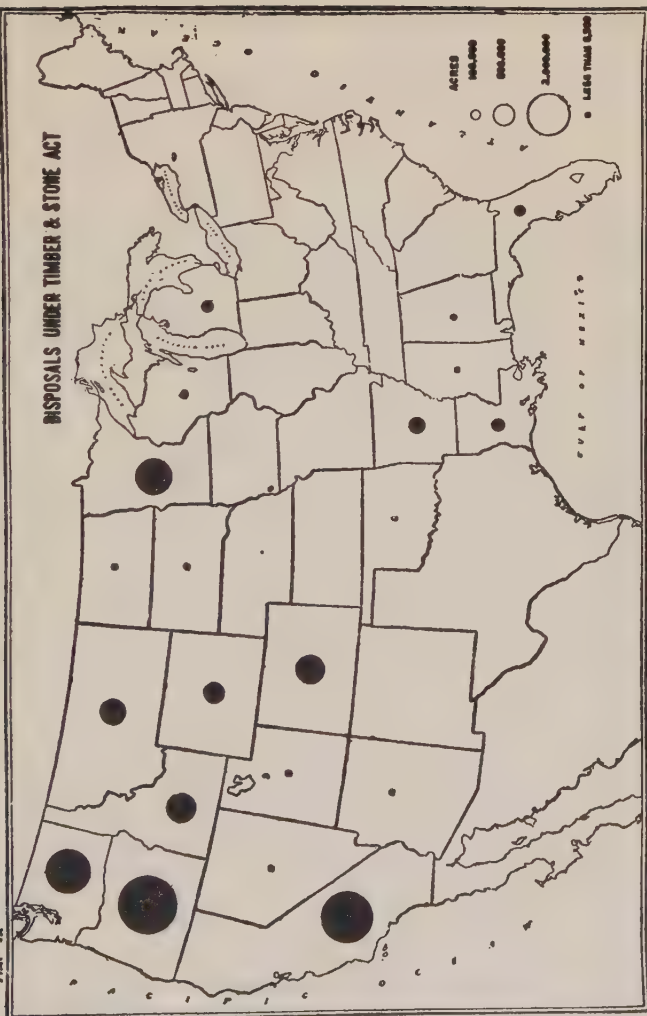 DISPOSALS UNDER TIMBER & STONE ACT
PACIFIC OCEAN
GULF OF MEXICO
ACRES
100,000
500,000
2,000,000
LESS THAN 5,000